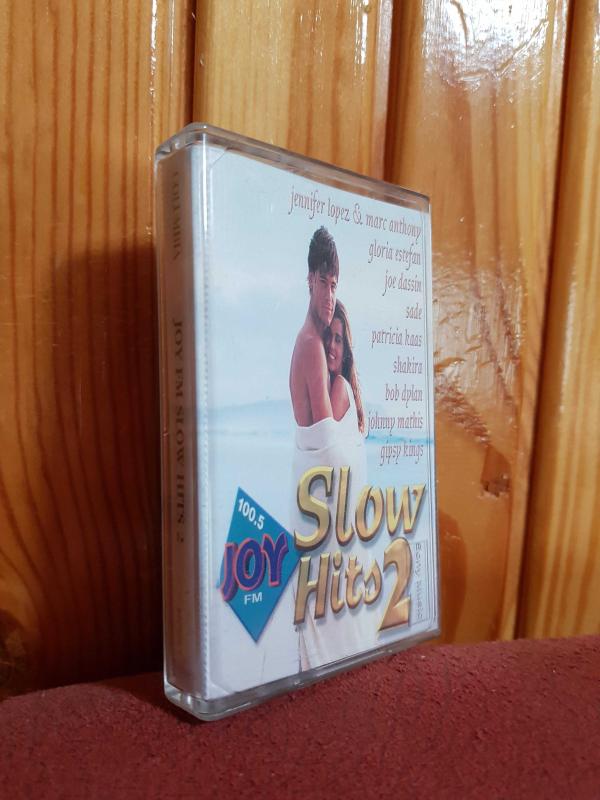 jennifer lopez & marc anthony
gloria estefan
joe dassin
sade
patricia kaas
shakira
bob dylan
johnny mathis
gipsy kings
Slow
Hits 2
100.5
JOY
FM
COLUMBIA
JOY FM SLOW HITS 2